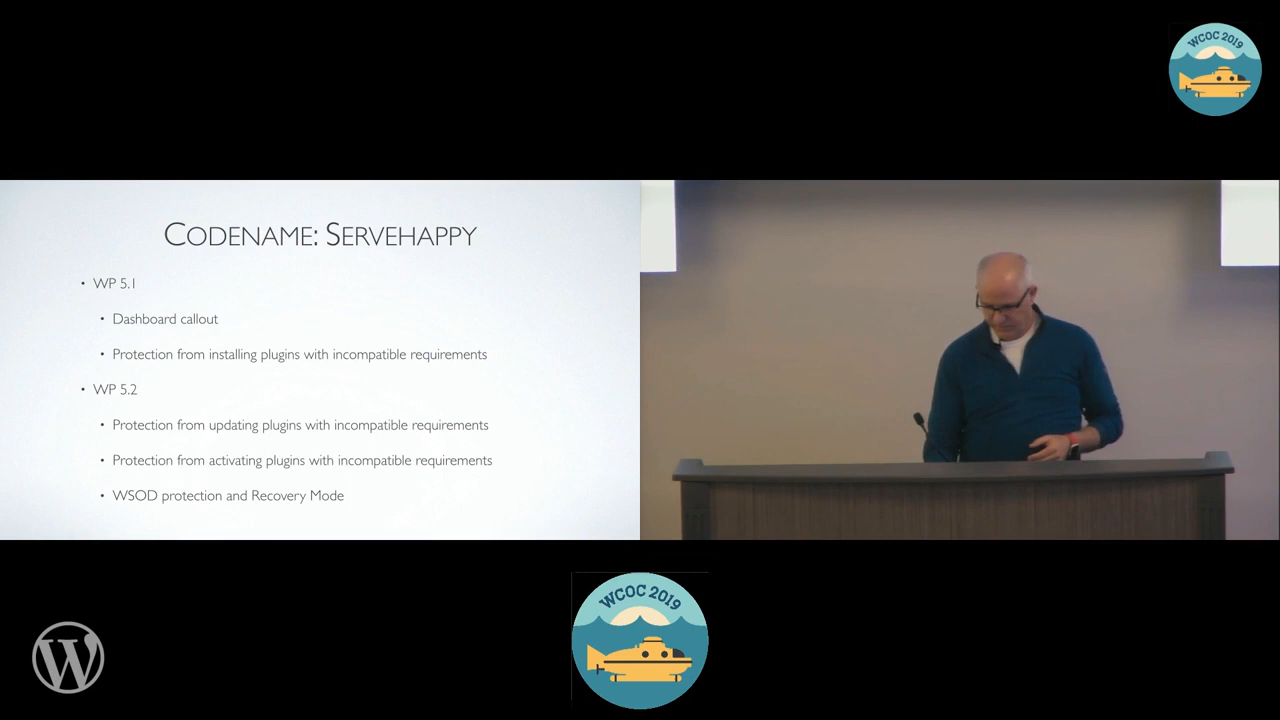 WCOC 2019
CODENAME: SERVEHAPPY
• WP 5.1
• Dashboard callout
• Protection from installing plugins with incompatible requirements
• WP 5.2
• Protection from updating plugins with incompatible requirements
• Protection from activating plugins with incompatible requirements
• WSOD protection and Recovery Mode
WCOC 2019
W